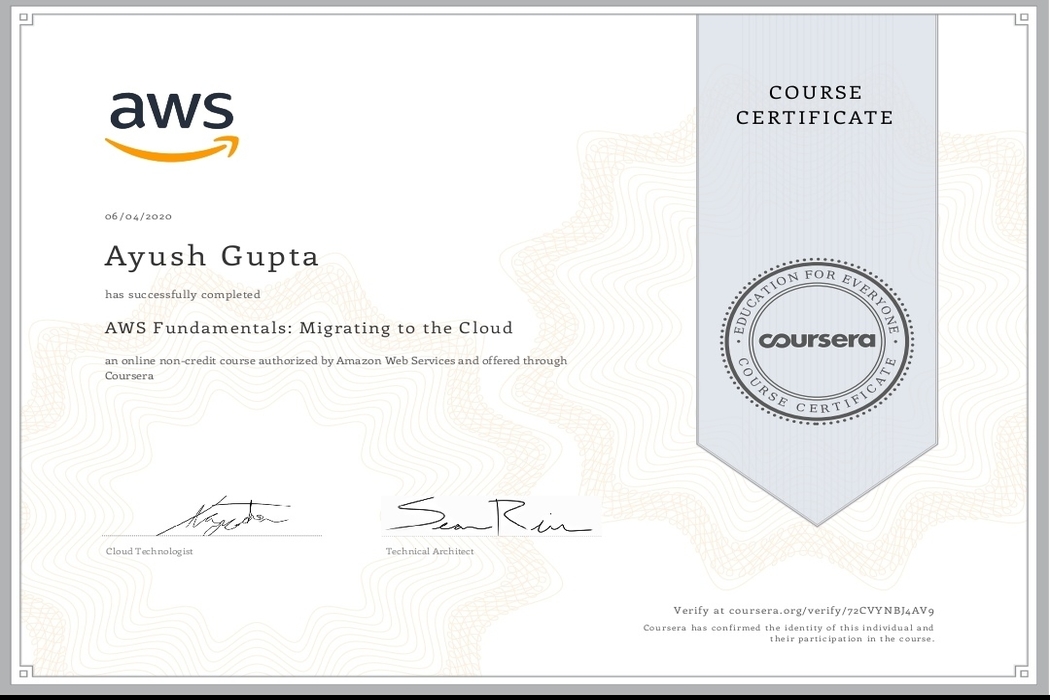 aws
COURSE
CERTIFICATE
06/04/2020
Ayush Gupta
has successfully completed
AWS Fundamentals: Migrating to the Cloud
an online non-credit course authorized by Amazon Web Services and offered through
Coursera
EDUCATION FOR EVERYONE
coursera
COURSE CERTIFICATE
Sean Rin
Cloud Technologist
Technical Architect
Verify at coursera.org/verify/72CVYNBJ4AV9
Coursera has confirmed the identity of this individual and
their participation in the course.